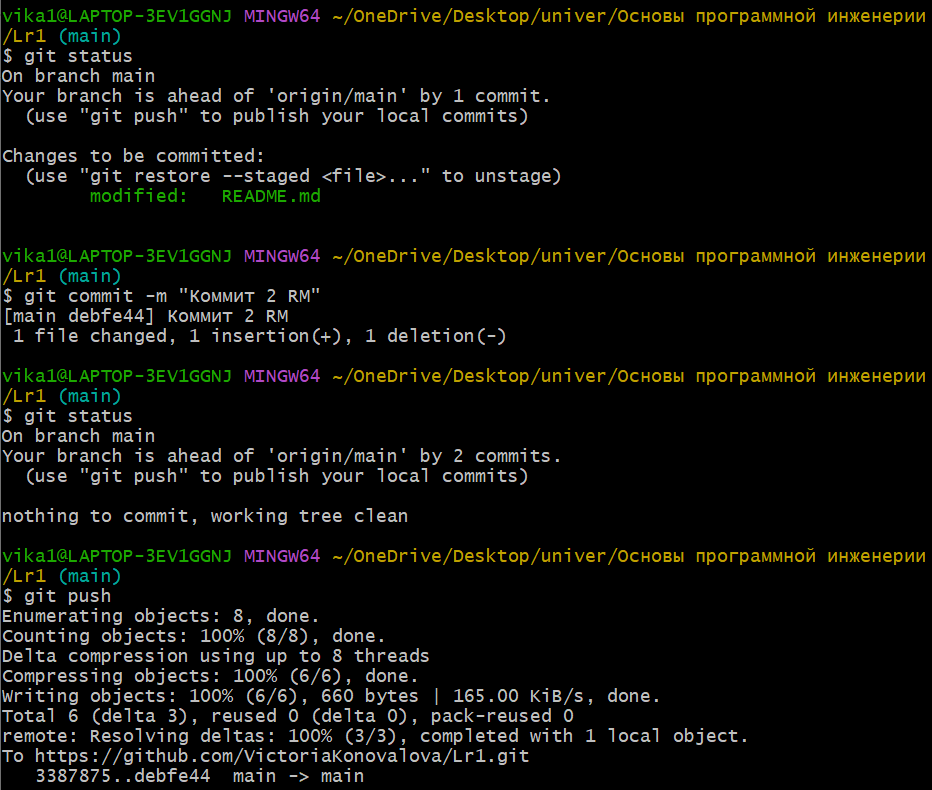 vika1@LAPTOP-3EV1GGNJ MINGW64 ~/OneDrive/Desktop/univer/Основы программной инженерии
/Lr1 (main)
$ git status
On branch main
Your branch is ahead of 'origin/main' by 1 commit.
  (use "git push" to publish your local commits)

Changes to be committed:
  (use "git restore --staged <file>..." to unstage)
        modified:   README.md

vika1@LAPTOP-3EV1GGNJ MINGW64 ~/OneDrive/Desktop/univer/Основы программной инженерии
/Lr1 (main)
$ git commit -m "Коммит 2 RM"
[main debfe44] Коммит 2 RM
 1 file changed, 1 insertion(+), 1 deletion(-)

vika1@LAPTOP-3EV1GGNJ MINGW64 ~/OneDrive/Desktop/univer/Основы программной инженерии
/Lr1 (main)
$ git status
On branch main
Your branch is ahead of 'origin/main' by 2 commits.
  (use "git push" to publish your local commits)

nothing to commit, working tree clean

vika1@LAPTOP-3EV1GGNJ MINGW64 ~/OneDrive/Desktop/univer/Основы программной инженерии
/Lr1 (main)
$ git push
Enumerating objects: 8, done.
Counting objects: 100% (8/8), done.
Delta compression using up to 8 threads
Compressing objects: 100% (6/6), done.
Writing objects: 100% (6/6), 660 bytes | 165.00 KiB/s, done.
Total 6 (delta 3), reused 0 (delta 0), pack-reused 0
remote: Resolving deltas: 100% (3/3), completed with 1 local object.
To https://github.com/VictoriaKonovalova/Lr1.git
   3387875..debfe44  main -> main